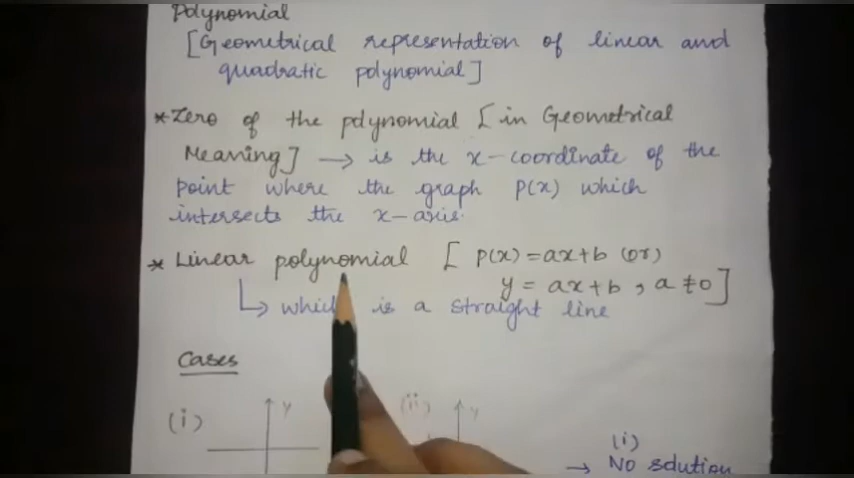 Polynomial
[Geometrical representation of linear and
quadratic polynomial]
* Zero of the polynomial [in Geometrical
Meaning] → is the x-coordinate of the
point where the graph P(x) which
intersects the x-axis.
* Linear polynomial [ P(x) = ax+b (or)
y = ax+b , a ≠ 0 ]
↳ which is a straight line
Cases
(i) y (ii) y
(i)
→ No solution